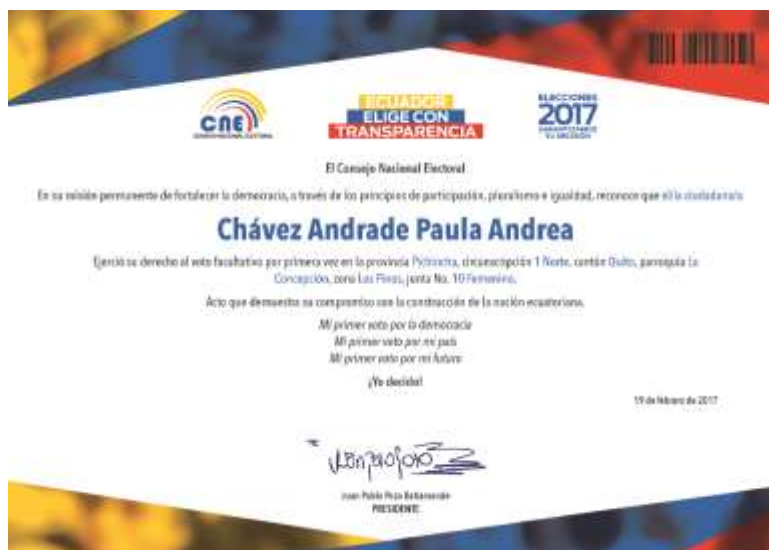 CNE
CONSEJO NACIONAL ELECTORAL
ECUADOR
ELIGE CON
TRANSPARENCIA
ELECCIONES
2017
GARANTIZAMOS
TU DECISIÓN
El Consejo Nacional Electoral
En su misión permanente de fortalecer la democracia, a través de los principios de participación, pluralismo e igualdad, reconoce que el/la ciudadana/o
Chávez Andrade Paula Andrea
Ejerció su derecho al voto facultativo por primera vez en la provincia Pichincha, circunscripción 1 Norte, cantón Quito, parroquia La
Concepción, zona Los Pinos, junta No. 10 Femenino.
Acto que demuestra su compromiso con la construcción de la nación ecuatoriana.
Mi primer voto por la democracia
Mi primer voto por mi país
Mi primer voto por mi futuro
¡Yo decido!
19 de febrero de 2017
Juan Pablo Pozo Bahamonde
PRESIDENTE